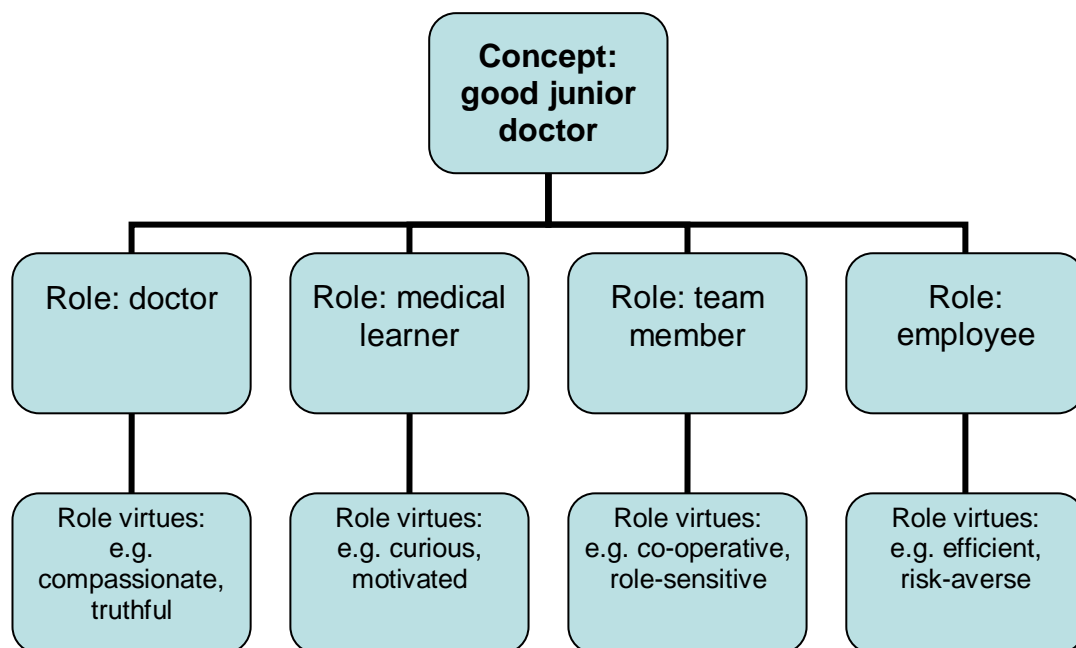 Concept:
good junior
doctor
Role: doctor
Role: medical
learner
Role: team
member
Role:
employee
Role virtues:
e.g.
compassionate,
truthful
Role virtues:
e.g. curious,
motivated
Role virtues:
e.g. co-operative,
role-sensitive
Role virtues:
e.g. efficient,
risk-averse